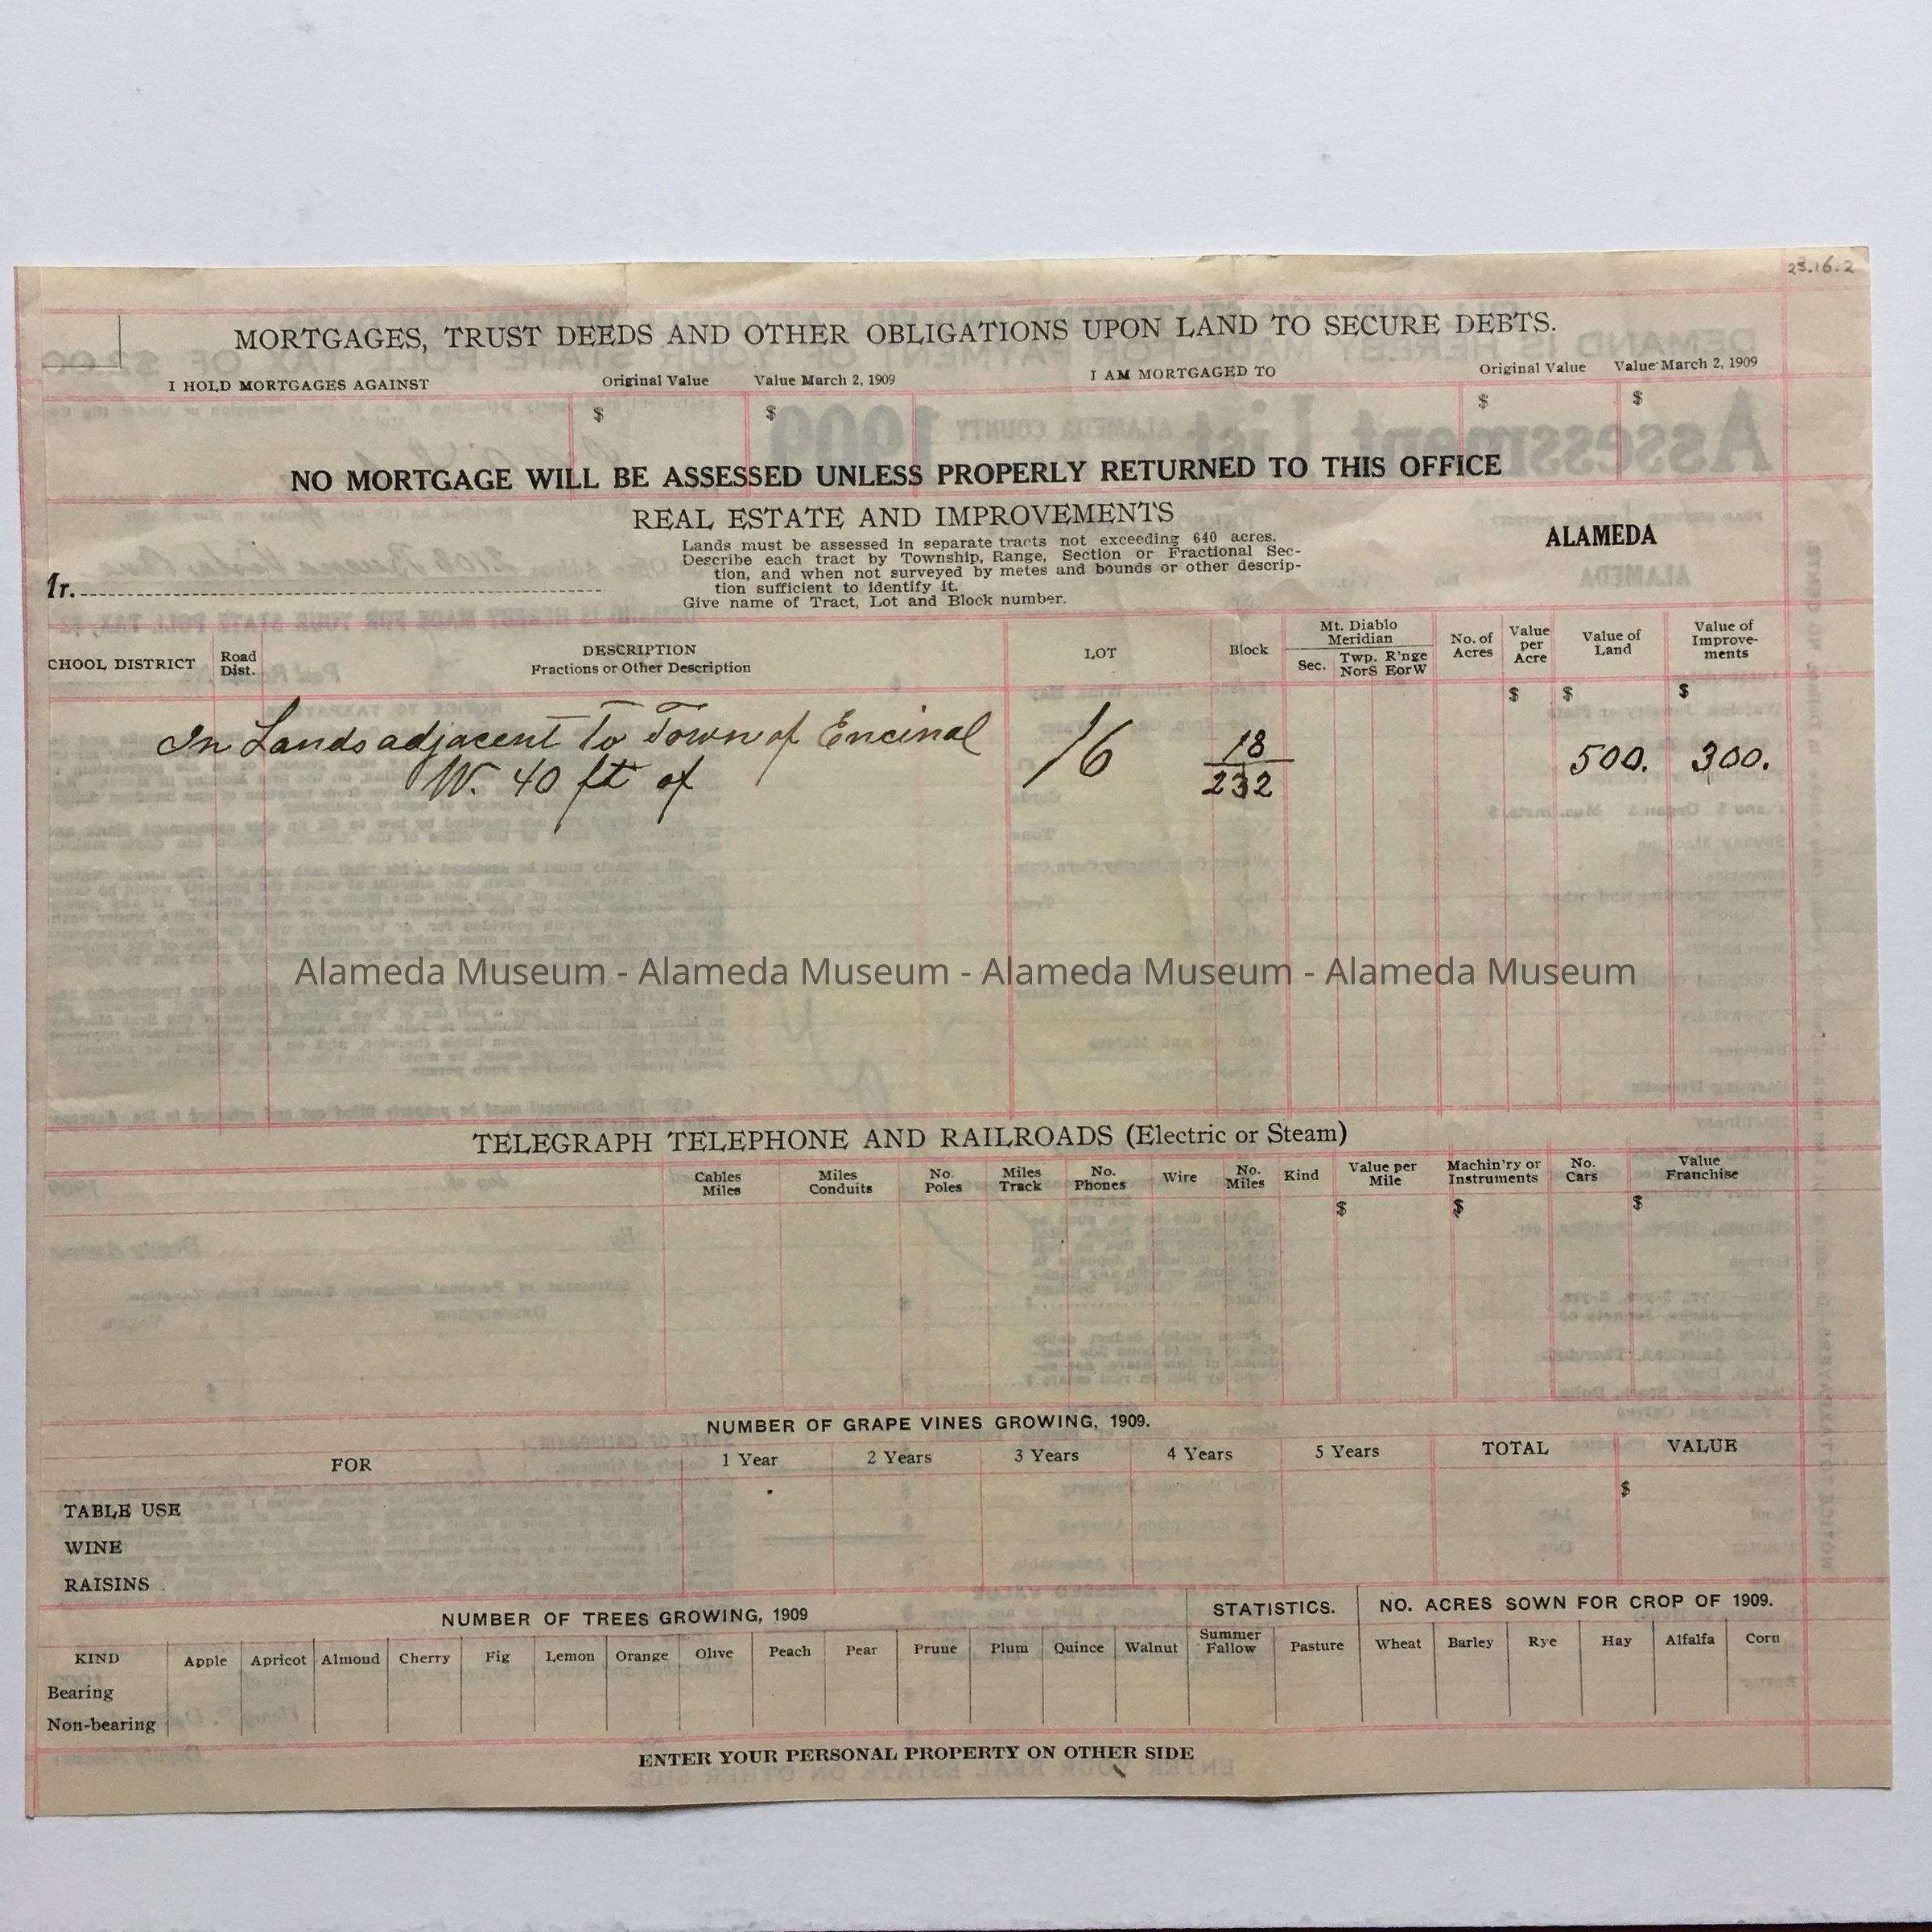 23.16.2
MORTGAGES, TRUST DEEDS AND OTHER OBLIGATIONS UPON LAND TO SECURE DEBTS.
I HOLD MORTGAGES AGAINST Original Value Value March 2, 1909 I AM MORTGAGED TO Original Value Value March 2, 1909
$ $ $ $
NO MORTGAGE WILL BE ASSESSED UNLESS PROPERLY RETURNED TO THIS OFFICE
REAL ESTATE AND IMPROVEMENTS
ALAMEDA
Lands must be assessed in separate tracts not exceeding 640 acres.
Describe each tract by Township, Range, Section or Fractional Sec-
tion, and when not surveyed by metes and bounds or other descrip-
tion sufficient to identify it.
Give name of Tract, Lot and Block number.
CHOOL DISTRICT Road Dist. DESCRIPTION Fractions or Other Description LOT Block Mt. Diablo Meridian Sec. Twp. NorS R'nge EorW No. of Acres Value per Acre Value of Land Value of Improve-ments
$ $ $
In Lands adjacent To Town of Encinal 16 18/232 500. 300.
W. 40 ft of
Alameda Museum - Alameda Museum - Alameda Museum - Alameda Museum
TELEGRAPH TELEPHONE AND RAILROADS (Electric or Steam)
Cables Miles Miles Conduits No. Poles Miles Track No. Phones Wire No. Miles Kind Value per Mile Machin'ry or Instruments No. Cars Value Franchise
$ $ $
NUMBER OF GRAPE VINES GROWING, 1909.
FOR 1 Year 2 Years 3 Years 4 Years 5 Years TOTAL VALUE
$
TABLE USE
WINE
RAISINS
NUMBER OF TREES GROWING, 1909 STATISTICS. NO. ACRES SOWN FOR CROP OF 1909.
KIND Apple Apricot Almond Cherry Fig Lemon Orange Olive Peach Pear Prune Plum Quince Walnut Summer Fallow Pasture Wheat Barley Rye Hay Alfalfa Corn
Bearing
Non-bearing
ENTER YOUR PERSONAL PROPERTY ON OTHER SIDE